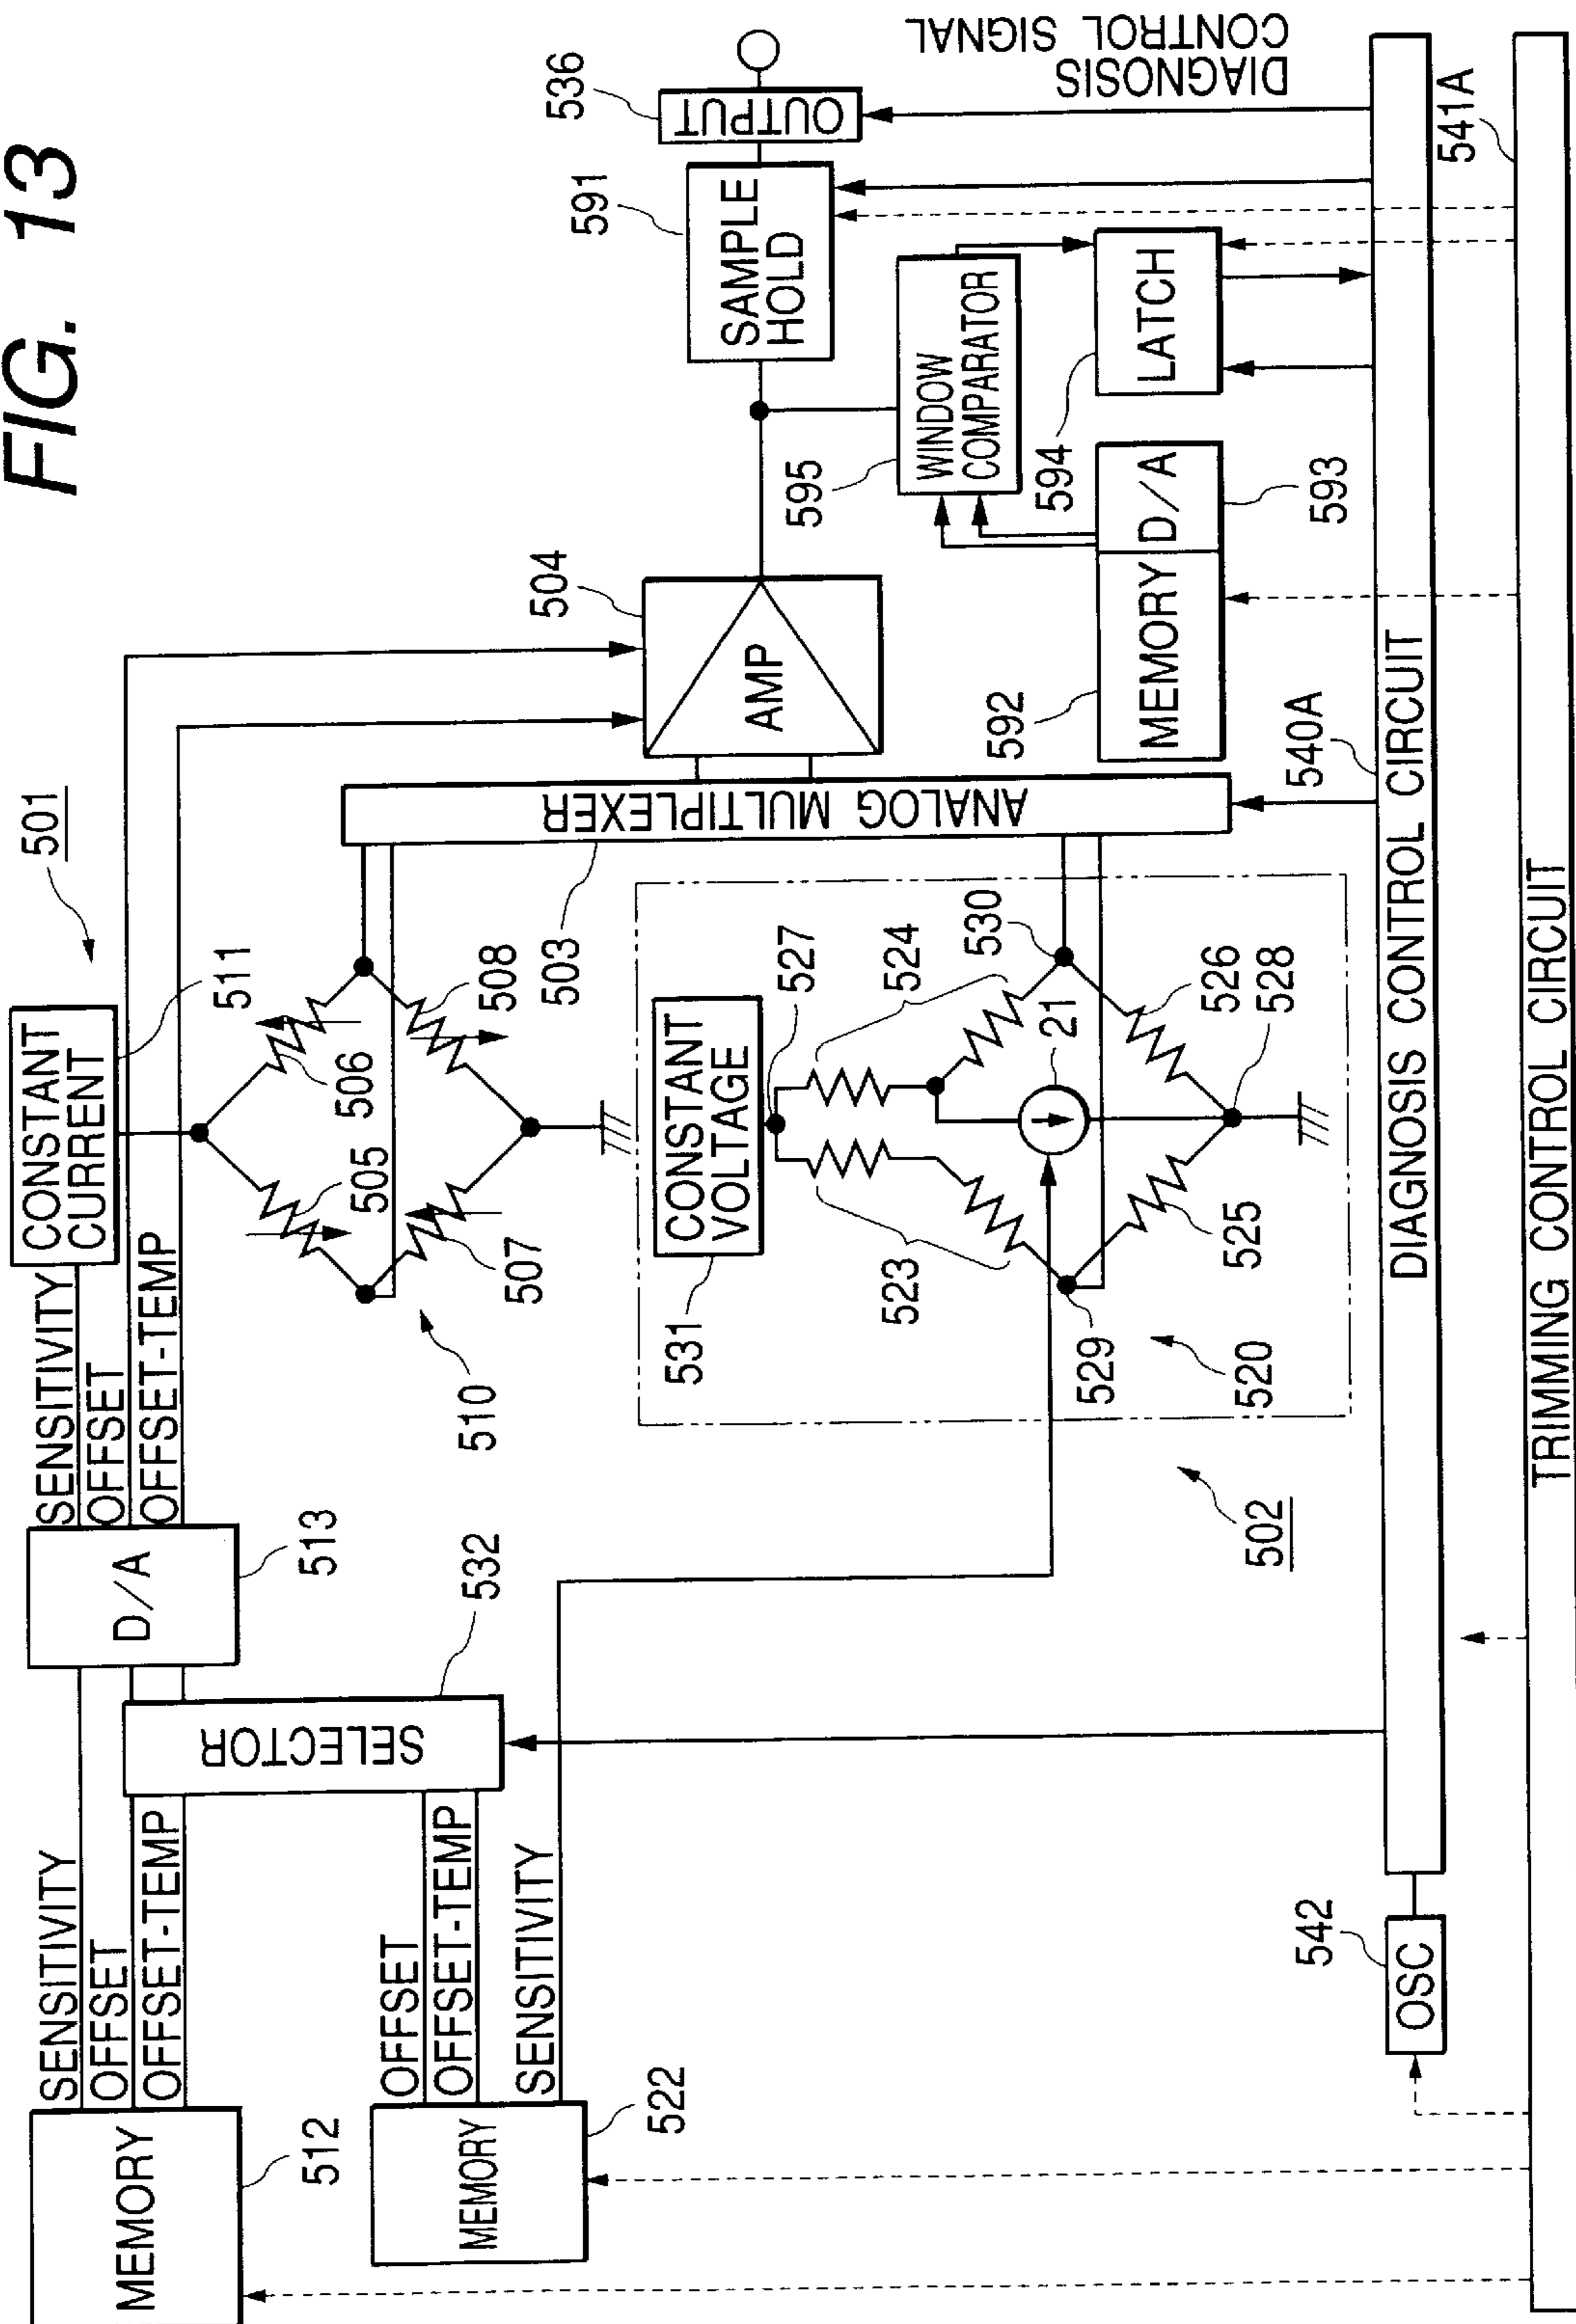 FIG. 13
501
CONSTANT
CURRENT
511
SENSITIVITY
OFFSET
OFFSET-TEMP
D/A
513
SENSITIVITY
OFFSET
OFFSET-TEMP
MEMORY
512
SELECTOR
532
OFFSET
OFFSET-TEMP
SENSITIVITY
MEMORY
522
505
506
507
508
510
503
ANALOG MULTIPLEXER
504
AMP
CONSTANT
VOLTAGE
531
527
523
524
530
21
526
528
525
529
520
502
591
SAMPLE
HOLD
536
OUTPUT
DIAGNOSIS
CONTROL SIGNAL
595
WINDOW
COMPARATOR
594
LATCH
592
MEMORY
D/A
593
540A
DIAGNOSIS CONTROL CIRCUIT
542
OSC
541A
TRIMMING CONTROL CIRCUIT